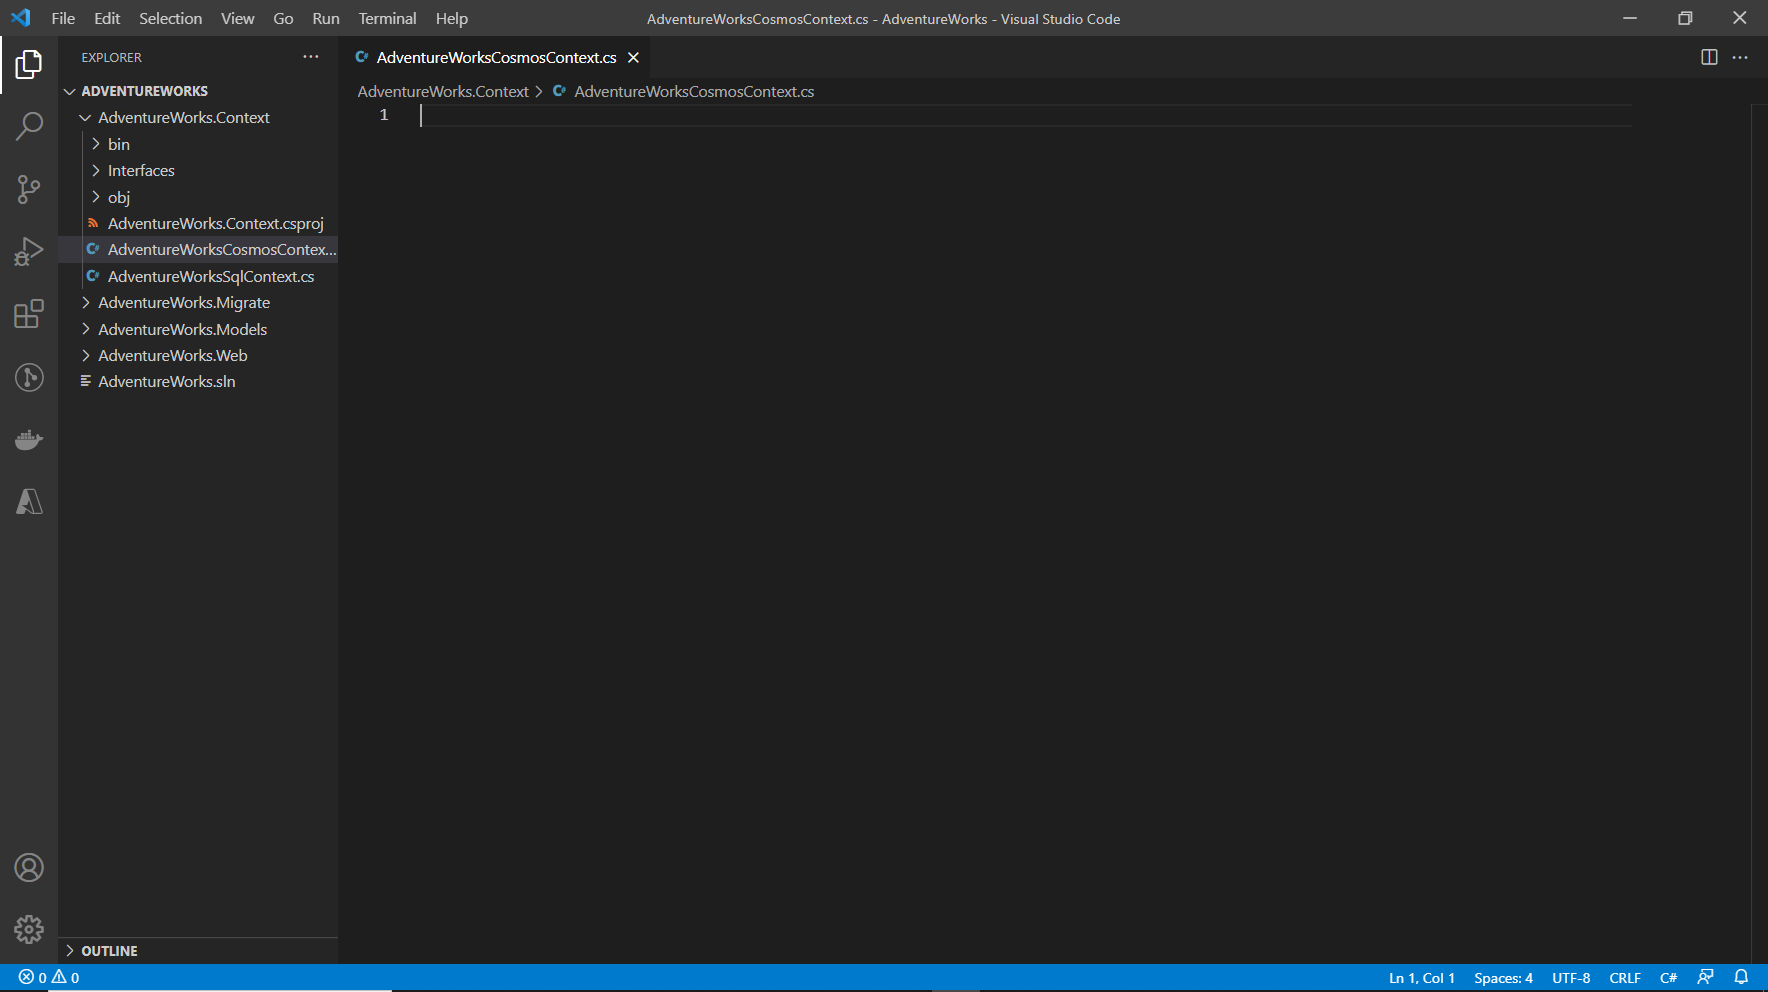 File Edit Selection View Go Run Terminal Help
AdventureWorksCosmosContext.cs - AdventureWorks - Visual Studio Code
EXPLORER
ADVENTUREWORKS
AdventureWorks.Context
bin
Interfaces
obj
AdventureWorks.Context.csproj
AdventureWorksCosmosContex...
AdventureWorksSqlContext.cs
AdventureWorks.Migrate
AdventureWorks.Models
AdventureWorks.Web
AdventureWorks.sln
OUTLINE
AdventureWorksCosmosContext.cs
AdventureWorks.Context > AdventureWorksCosmosContext.cs
1
0 0
Ln 1, Col 1 Spaces: 4 UTF-8 CRLF C#